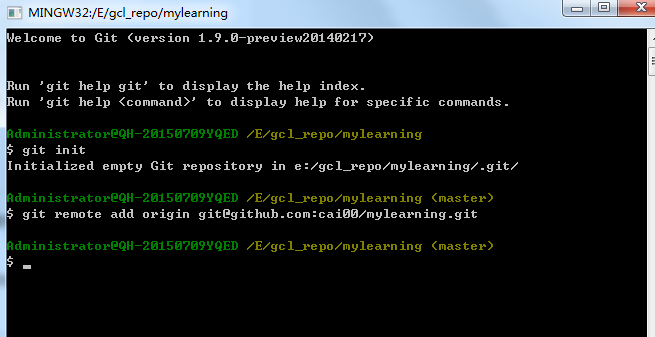 MINGW32:/E/gcl_repo/mylearning
Welcome to Git (version 1.9.0-preview20140217)
Run 'git help git' to display the help index.
Run 'git help <command>' to display help for specific commands.
Administrator@QH-20150709YQED /E/gcl_repo/mylearning
$ git init
Initialized empty Git repository in e:/gcl_repo/mylearning/.git/
Administrator@QH-20150709YQED /E/gcl_repo/mylearning (master)
$ git remote add origin git@github.com:cai00/mylearning.git
Administrator@QH-20150709YQED /E/gcl_repo/mylearning (master)
$